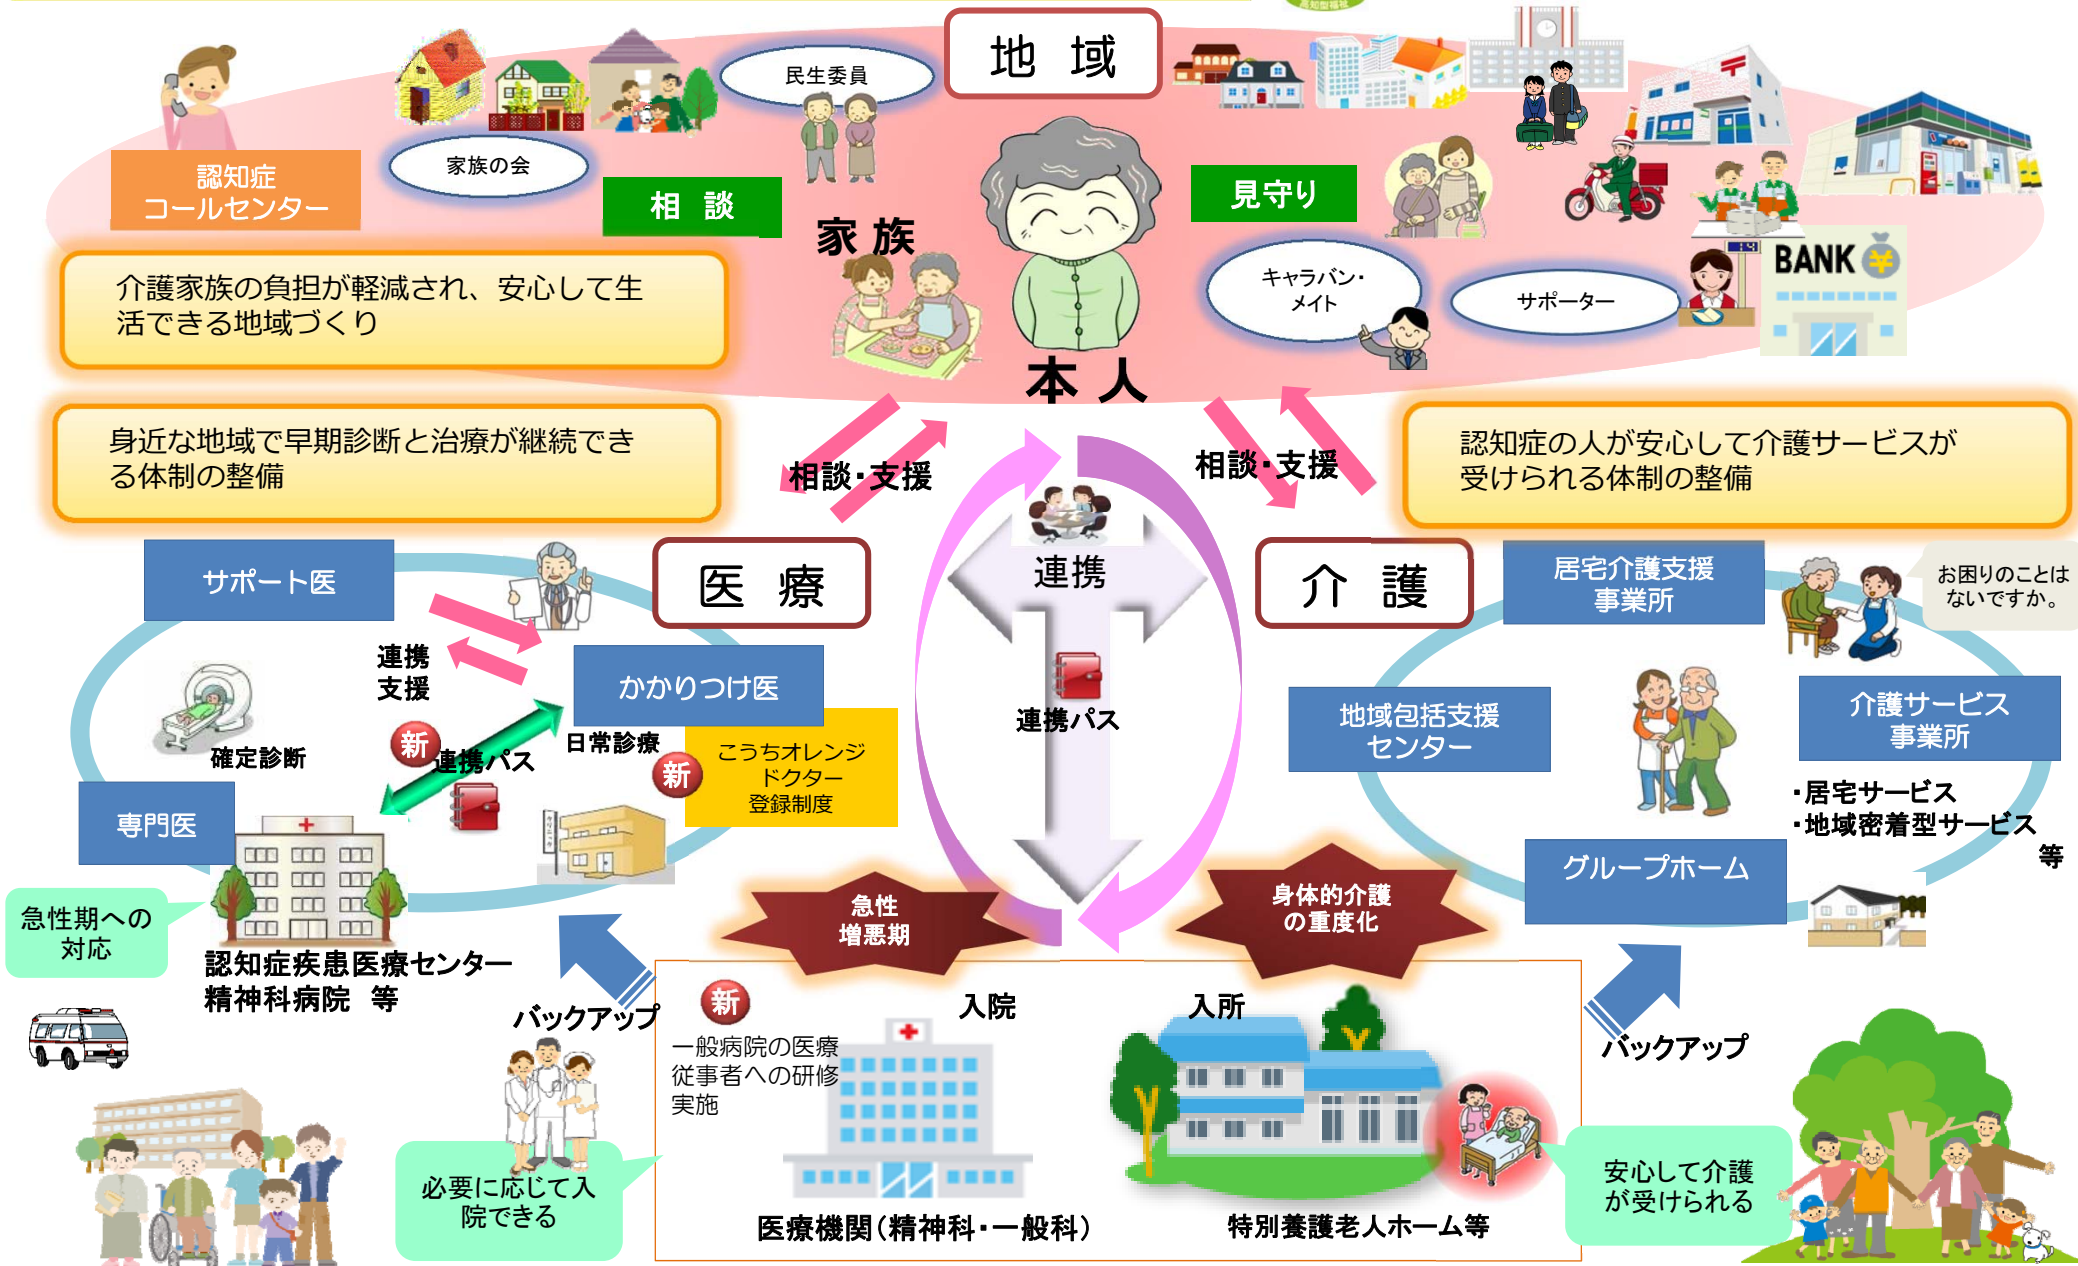 高知型福祉
地 域
民生委員
家族の会
認知症
コールセンター
相 談
見守り
家 族
キャラバン・
メイト
サポーター
BANK
本 人
介護家族の負担が軽減され、安心して生
活できる地域づくり
身近な地域で早期診断と治療が継続でき
る体制の整備
認知症の人が安心して介護サービスが
受けられる体制の整備
相談・支援
相談・支援
連携
連携パス
医 療
サポート医
連携
支援
かかりつけ医
日常診療
新
連携パス
新
こうちオレンジ
ドクター
登録制度
確定診断
専門医
クリニック
急性期への
対応
認知症疾患医療センター
精神科病院 等
介 護
居宅介護支援
事業所
お困りのことは
ないですか。
地域包括支援
センター
介護サービス
事業所
・居宅サービス
・地域密着型サービス
等
グループホーム
急性
増悪期
身体的介護
の重度化
バックアップ
バックアップ
新
一般病院の医療
従事者への研修
実施
入院
入所
必要に応じて入
院できる
医療機関(精神科・一般科)
特別養護老人ホーム等
安心して介護
が受けられる